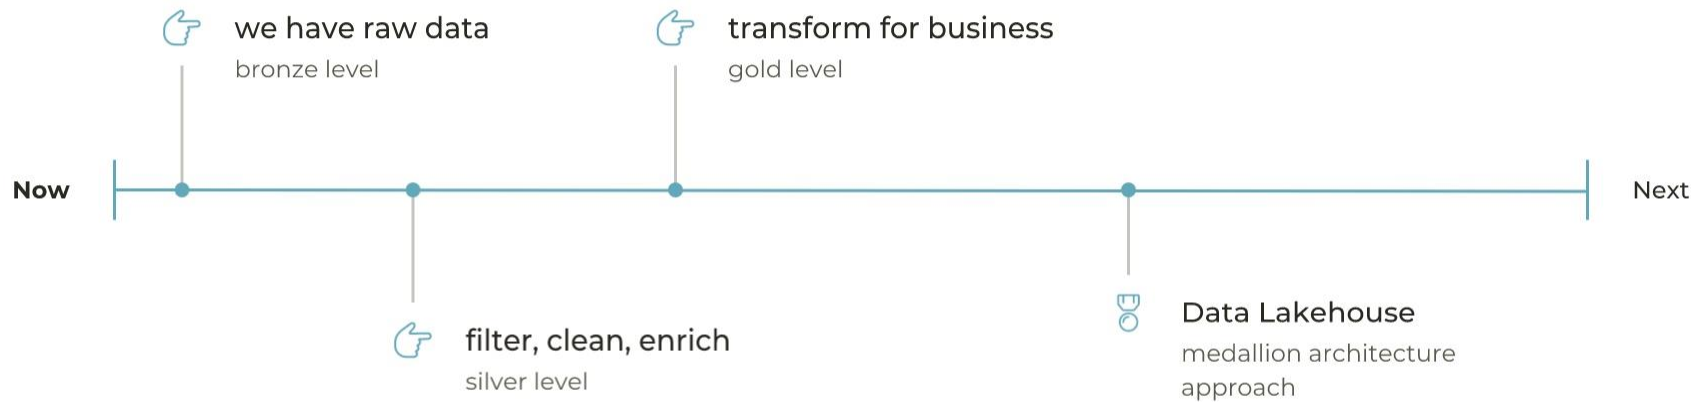 we have raw data
bronze level
transform for business
gold level
Now
Next
filter, clean, enrich
silver level
Data Lakehouse
medallion architecture
approach